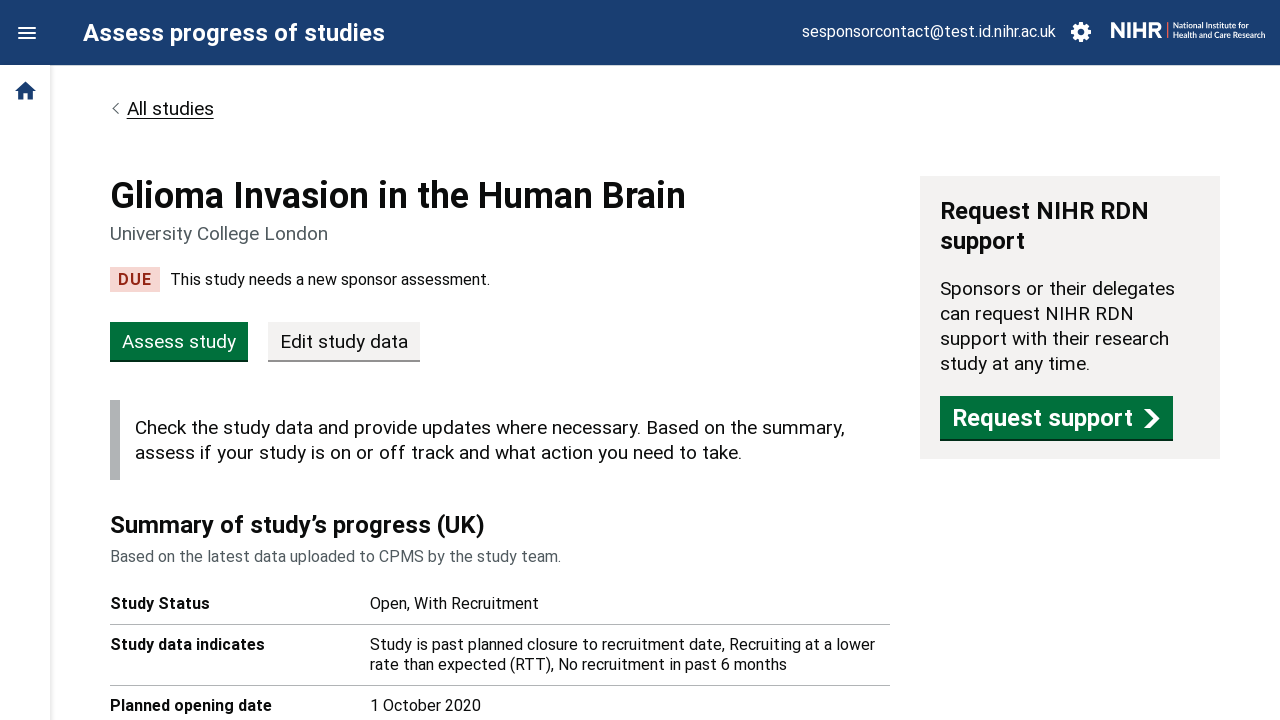 Assess progress of studies
sesponsorcontact@test.id.nihr.ac.uk
NIHR
National Institute for
Health and Care Research
All studies
Glioma Invasion in the Human Brain
University College London
DUE
This study needs a new sponsor assessment.
Assess study
Edit study data
Check the study data and provide updates where necessary. Based on the summary,
assess if your study is on or off track and what action you need to take.
Summary of study’s progress (UK)
Based on the latest data uploaded to CPMS by the study team.
Study Status
Open, With Recruitment
Study data indicates
Study is past planned closure to recruitment date, Recruiting at a lower
rate than expected (RTT), No recruitment in past 6 months
Planned opening date
1 October 2020
Request NIHR RDN
support
Sponsors or their delegates
can request NIHR RDN
support with their research
study at any time.
Request support